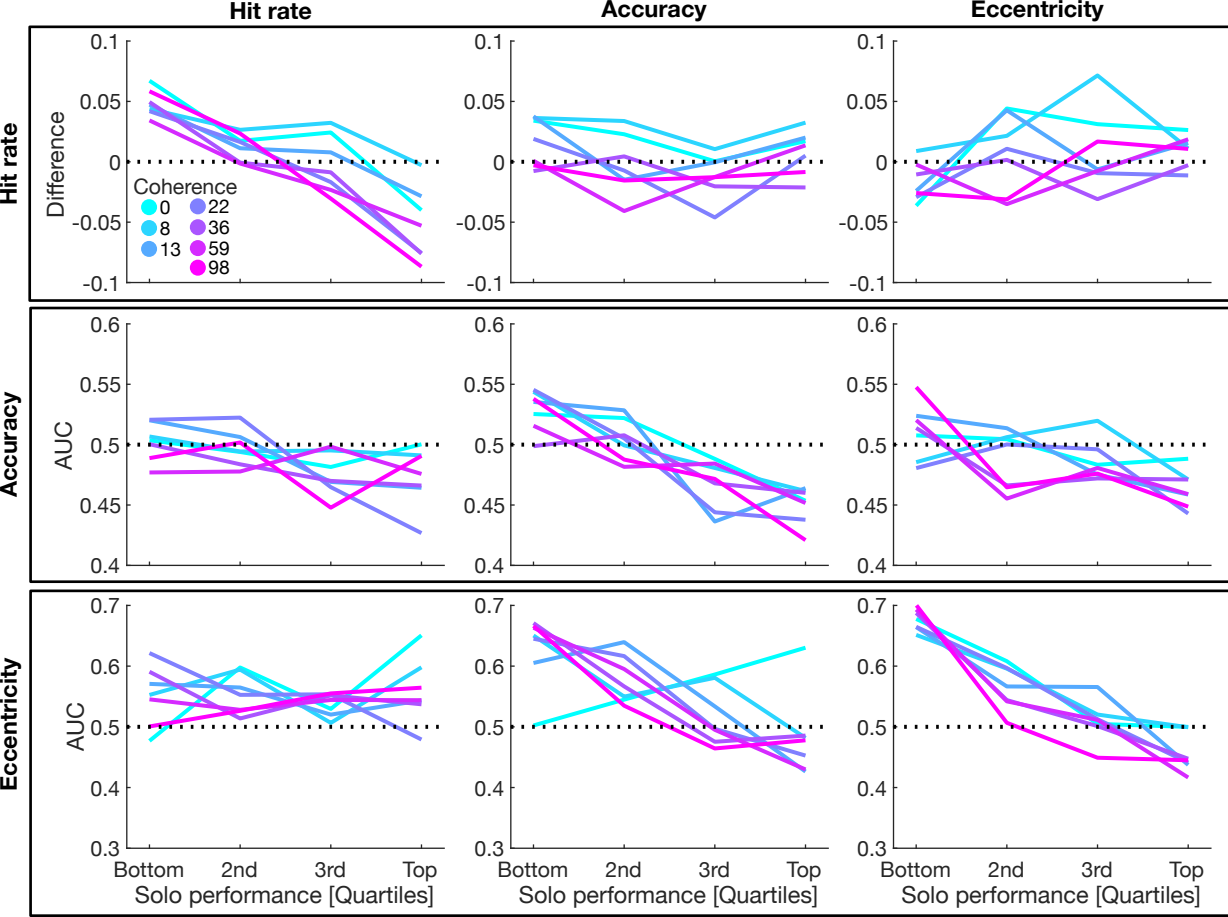 Hit rate Accuracy Eccentricity
Hit rate
Difference
0.1 0.1 0.1
0.05 0.05 0.05
0 0 0
-0.05 -0.05 -0.05
-0.1 -0.1 -0.1
Coherence
0 22
8 36
13 59
98
Accuracy
AUC
0.6 0.6 0.6
0.55 0.55 0.55
0.5 0.5 0.5
0.45 0.45 0.45
0.4 0.4 0.4
Eccentricity
AUC
0.7 0.7 0.7
0.6 0.6 0.6
0.5 0.5 0.5
0.4 0.4 0.4
0.3 0.3 0.3
Bottom 2nd 3rd Top Bottom 2nd 3rd Top Bottom 2nd 3rd Top
Solo performance [Quartiles] Solo performance [Quartiles] Solo performance [Quartiles]